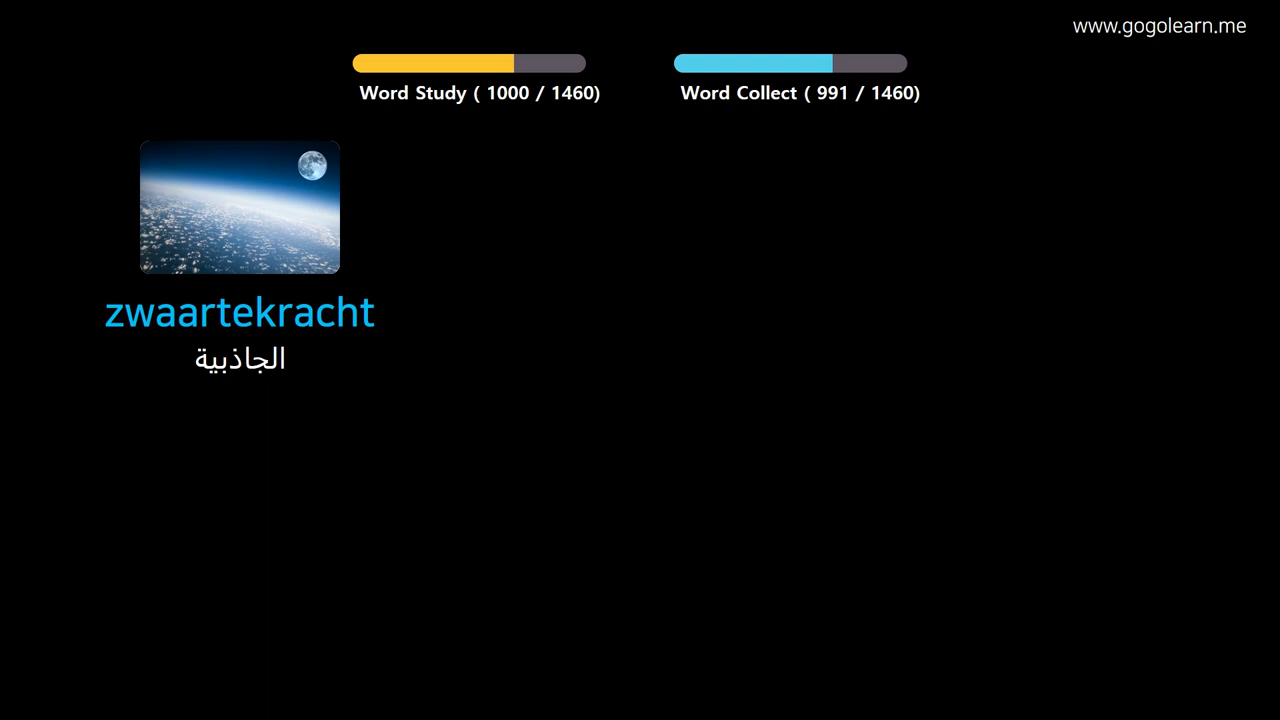 www.gogolearn.me
Word Study ( 1000 / 1460)
Word Collect ( 991 / 1460)
zwaartekracht
الجاذبية